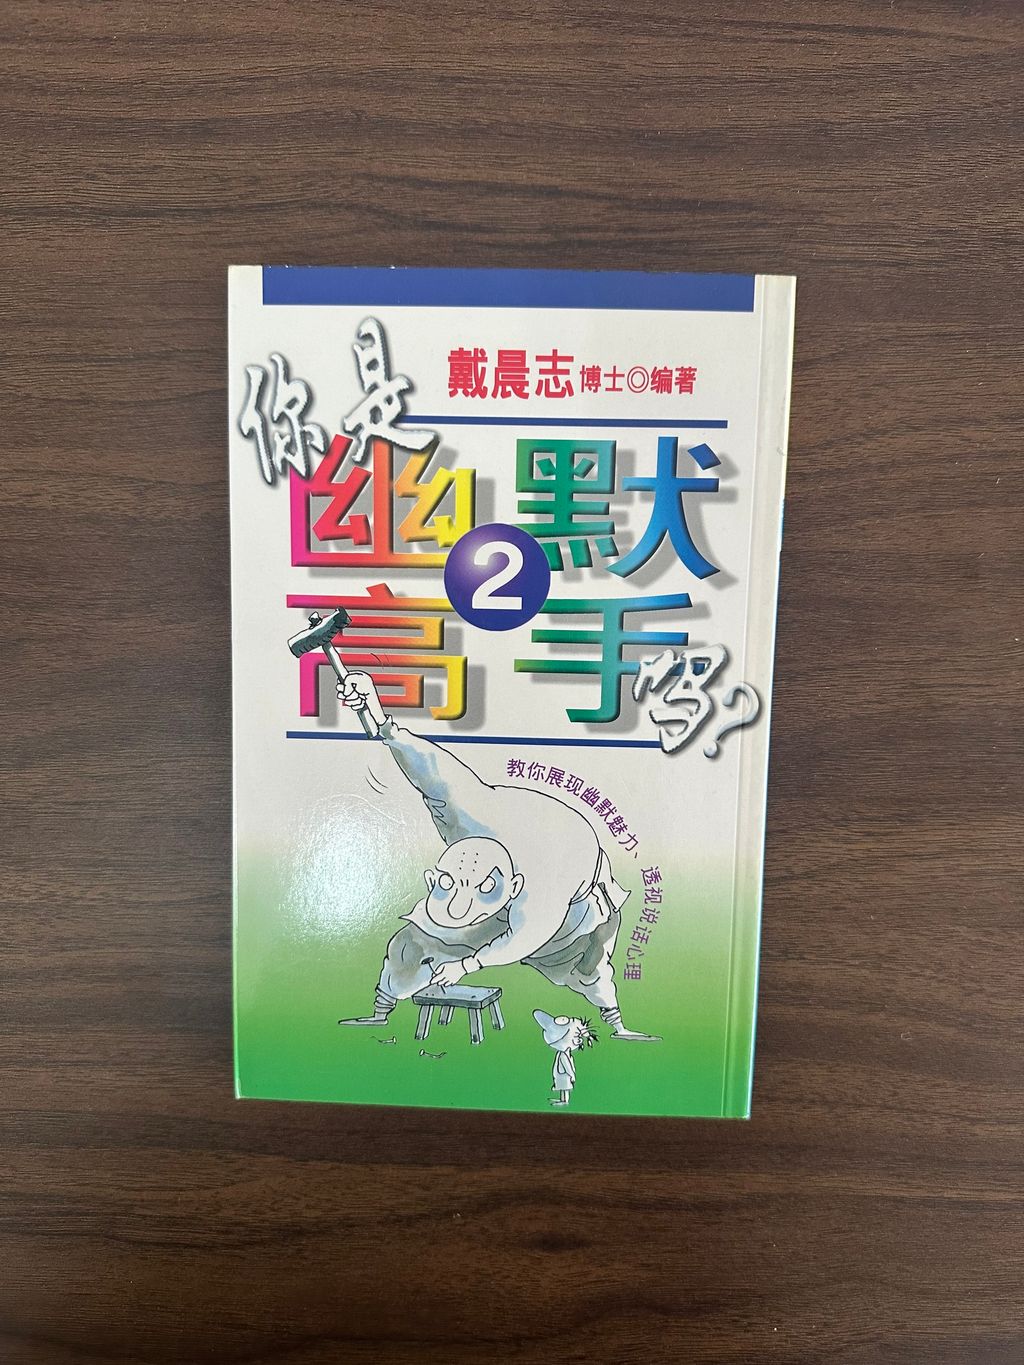 戴晨志博士◎编著
你是
幽默
2
高手
吗?
教你展现幽默魅力、透视说话心理